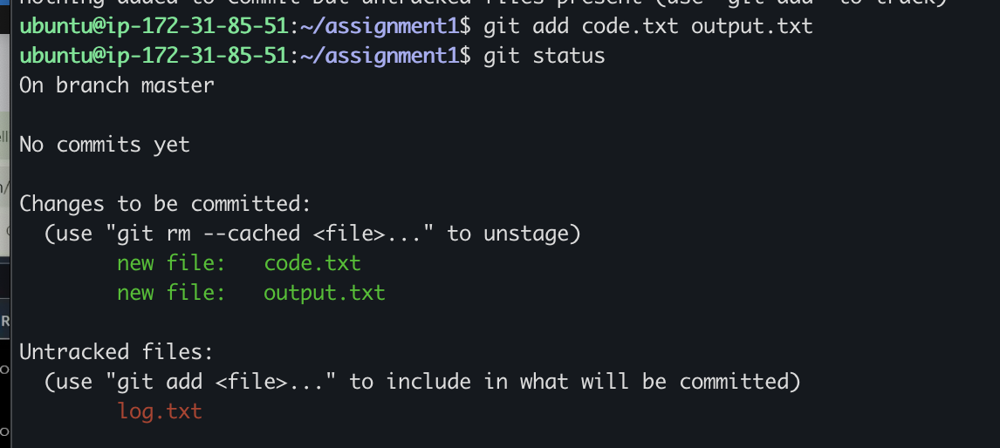 nothing added to commit but untracked files present (use "git add" to track)
ubuntu@ip-172-31-85-51:~/assignment1$ git add code.txt output.txt
ubuntu@ip-172-31-85-51:~/assignment1$ git status
On branch master
No commits yet
Changes to be committed:
(use "git rm --cached <file>..." to unstage)
new file: code.txt
new file: output.txt
Untracked files:
(use "git add <file>..." to include in what will be committed)
log.txt